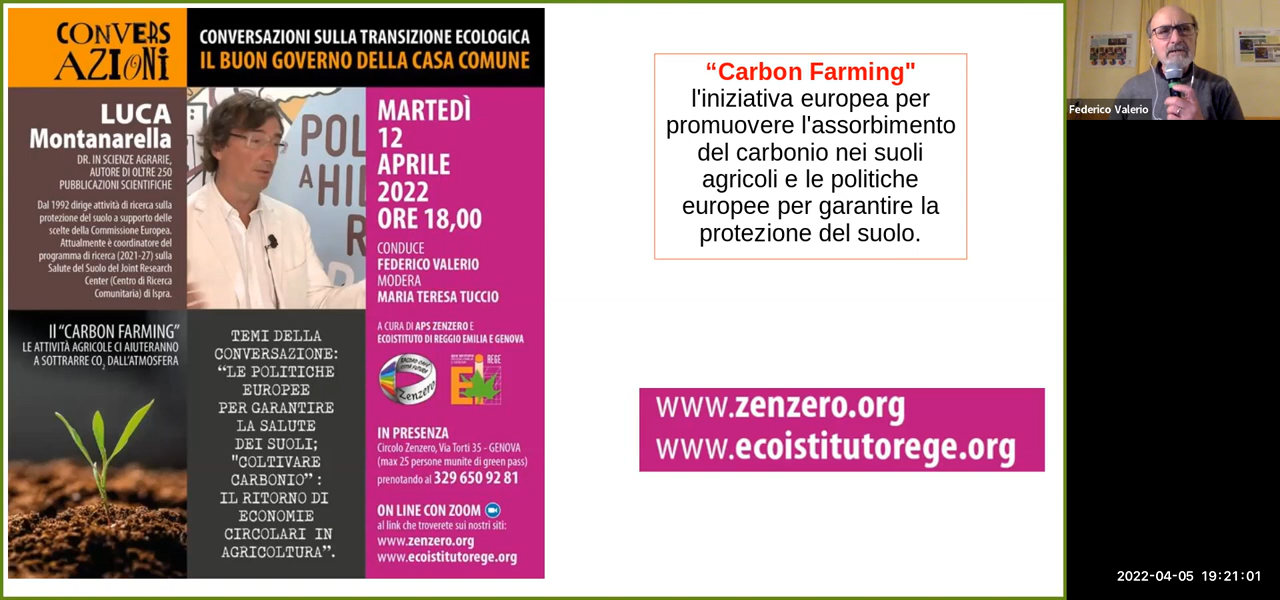 CONVERS
AZIONI
CONVERSAZIONI SULLA TRANSIZIONE ECOLOGICA
IL BUON GOVERNO DELLA CASA COMUNE
LUCA
Montanarella
DR. IN SCIENZE AGRARIE,
AUTORE DI OLTRE 250
PUBBLICAZIONI SCIENTIFICHE
Dal 1992 dirige attività di ricerca sulla
protezione del suolo a supporto delle
scelte della Commissione Europea.
Attualmente è coordinatore del
programma di ricerca (2021-27) sulla
Salute del Suolo del Joint Research
Center (Centro di Ricerca
Comunitaria) di Ispra.
POL
A HI
R
MARTEDÌ
12
APRILE
2022
ORE 18,00
CONDUCE
FEDERICO VALERIO
MODERA
MARIA TERESA TUCCIO
Il “CARBON FARMING”
LE ATTIVITÀ AGRICOLE CI AIUTERANNO
A SOTTRARRE CO2 DALL'ATMOSFERA
TEMI DELLA
CONVERSAZIONE:
“LE POLITICHE
EUROPEE
PER GARANTIRE
LA SALUTE
DEI SUOLI;
"COLTIVARE
CARBONIO” :
IL RITORNO DI
ECONOMIE
CIRCOLARI IN
AGRICOLTURA”.
A CURA DI APS ZENZERO E
ECOISTITUTO DI REGGIO EMILIA E GENOVA
Zenzero
REGE
IN PRESENZA
Circolo Zenzero, Via Torti 35 - GENOVA
(max 25 persone munite di green pass)
prenotando al 329 650 92 81
ON LINE CON ZOOM
al link che troverete sui nostri siti:
www.zenzero.org
www.ecoistitutorege.org
“Carbon Farming"
l'iniziativa europea per
promuovere l'assorbimento
del carbonio nei suoli
agricoli e le politiche
europee per garantire la
protezione del suolo.
www.zenzero.org
www.ecoistitutorege.org
Federico Valerio
2022-04-05 19:21:01